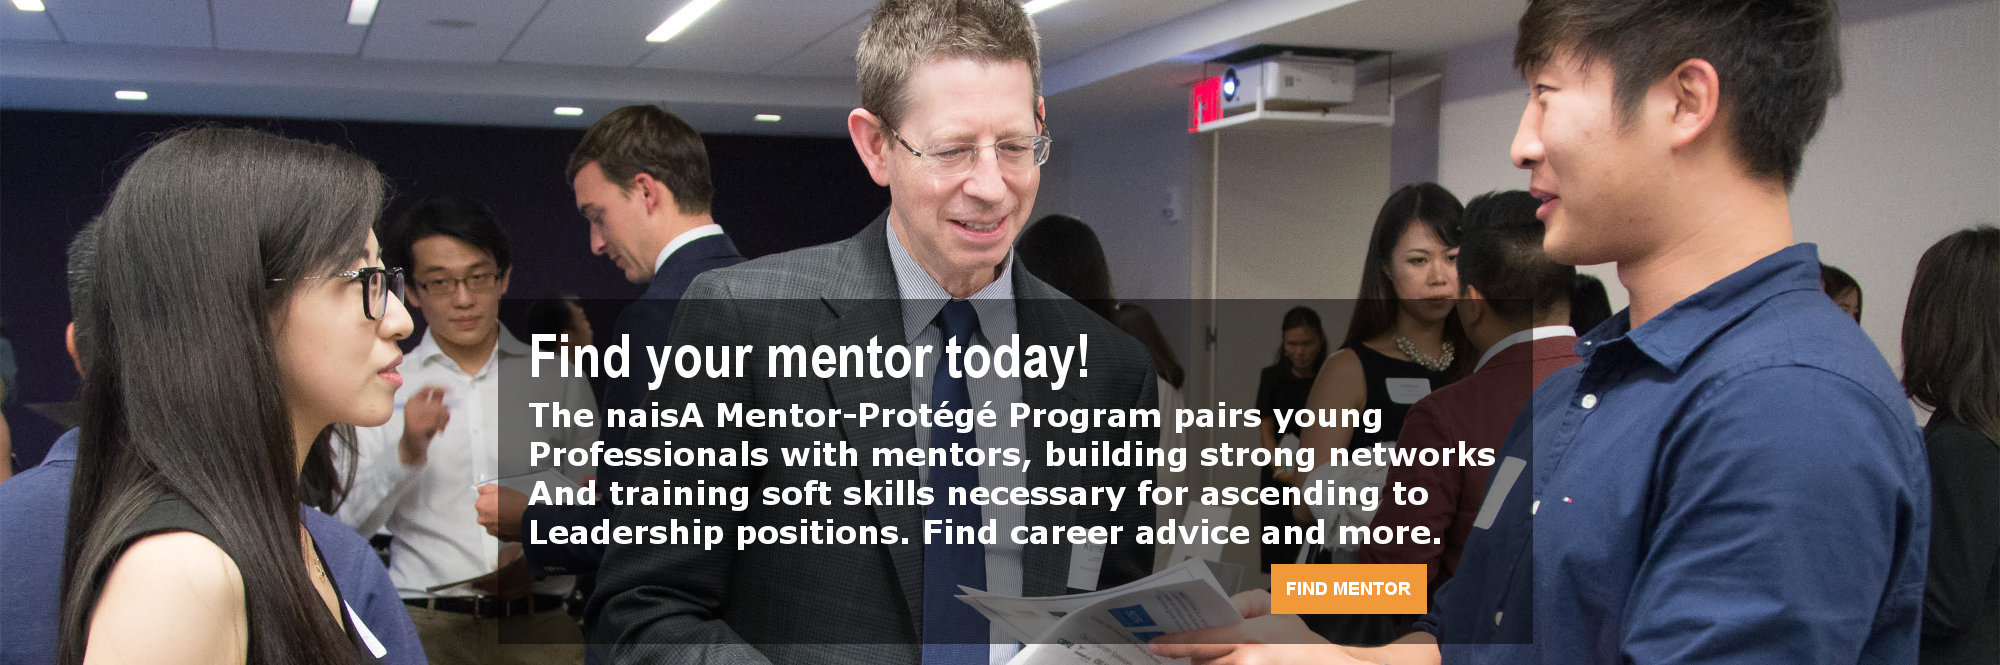 Find your mentor today!
The naisA Mentor-Protégé Program pairs young
Professionals with mentors, building strong networks
And training soft skills necessary for ascending to
Leadership positions. Find career advice and more.
FIND MENTOR